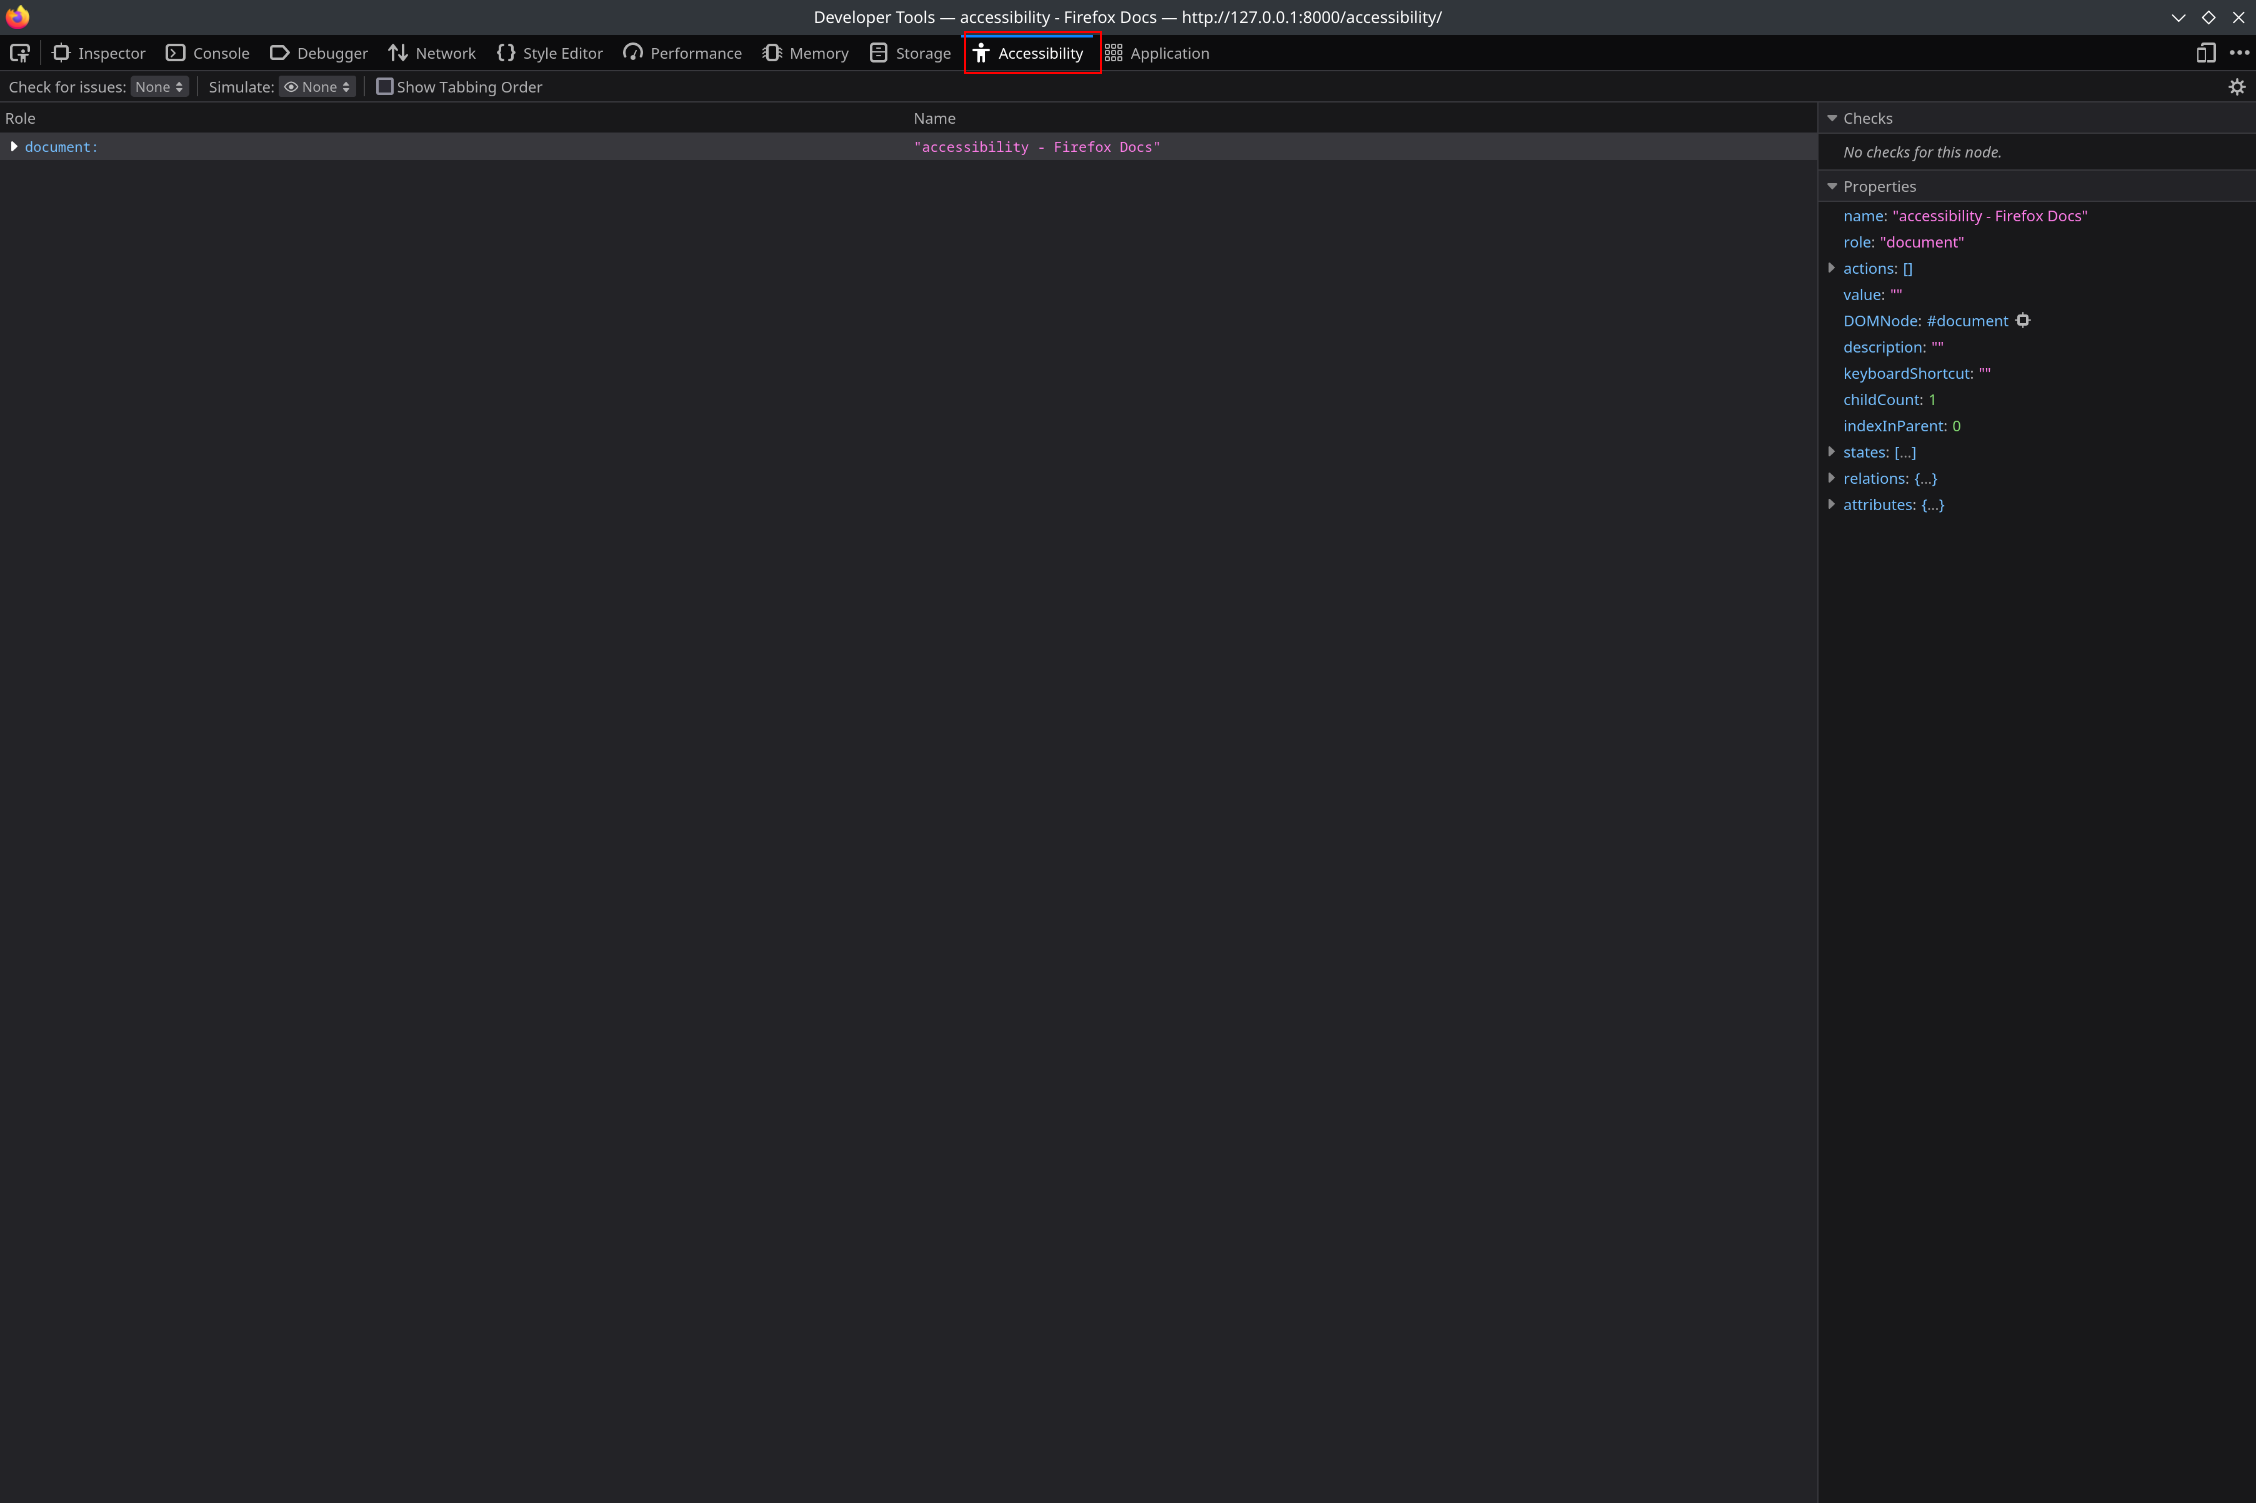 Developer Tools — accessibility - Firefox Docs — http://127.0.0.1:8000/accessibility/
Inspector Console Debugger Network Style Editor Performance Memory Storage Accessibility Application
Check for issues: None Simulate: None Show Tabbing Order
Role Name
document: "accessibility - Firefox Docs"
Checks
No checks for this node.
Properties
name: "accessibility - Firefox Docs"
role: "document"
actions: []
value: ""
DOMNode: #document
description: ""
keyboardShortcut: ""
childCount: 1
indexInParent: 0
states: […]
relations: {…}
attributes: {…}